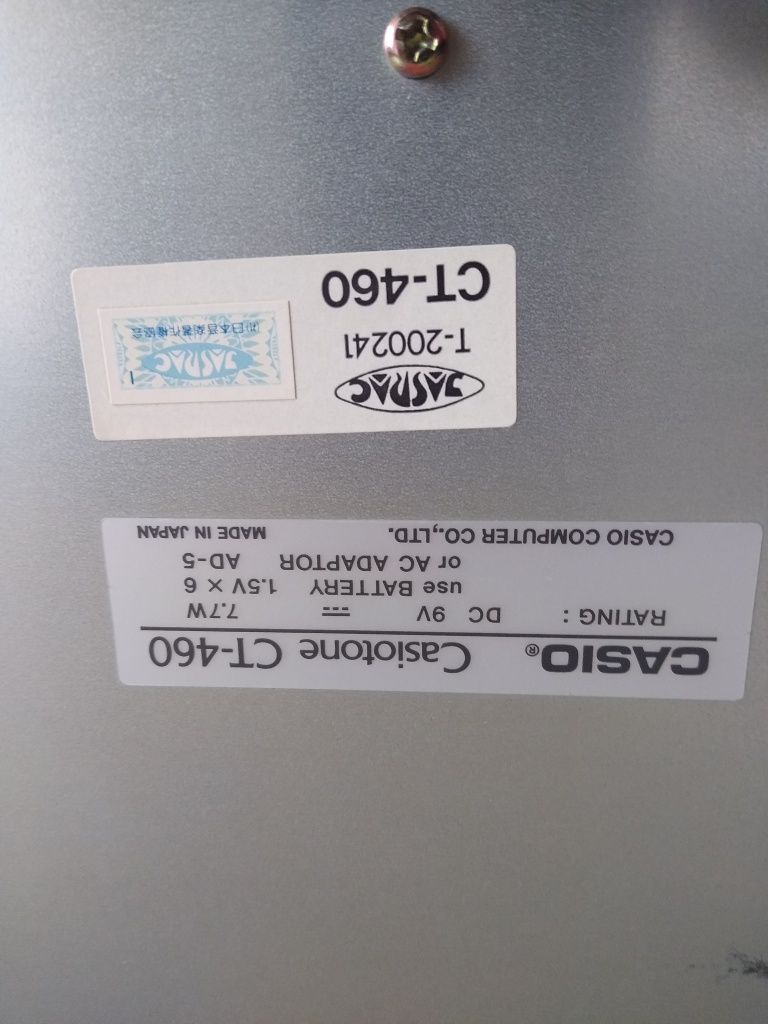 CASIO® Casiotone CT-460
RATING : DC 9V ⎓ 7.7W
use BATTERY 1.5V × 6
or AC ADAPTOR AD-5
CASIO COMPUTER CO.,LTD. MADE IN JAPAN
JASRAC
T-200241
CT-460
JASRAC
(社)日本音楽著作権協会